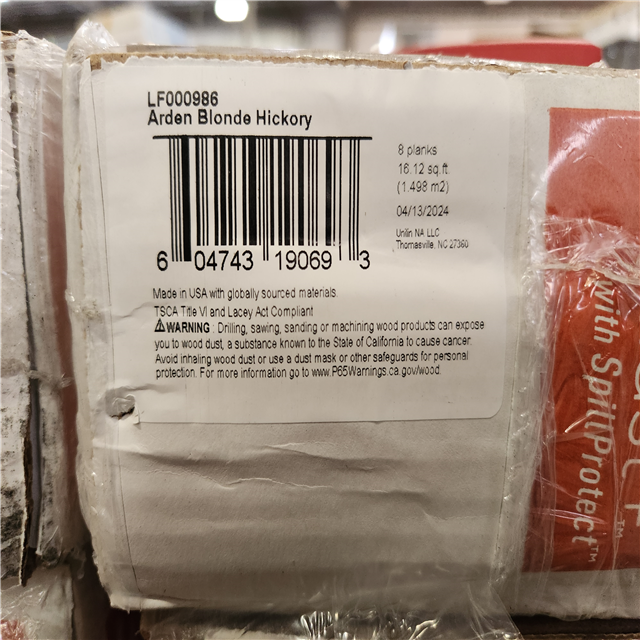 LF000986
Arden Blonde Hickory
6 04743 19069 3
8 planks
16.12 sq.ft.
(1.498 m2)
04/13/2024
Unilin NA LLC
Thomasville, NC 27360
Made in USA with globally sourced materials.
TSCA Title VI and Lacey Act Compliant
⚠WARNING : Drilling, sawing, sanding or machining wood products can expose
you to wood dust, a substance known to the State of California to cause cancer.
Avoid inhaling wood dust or use a dust mask or other safeguards for personal
protection. For more information go to www.P65Warnings.ca.gov/wood.
with SpillProtect™